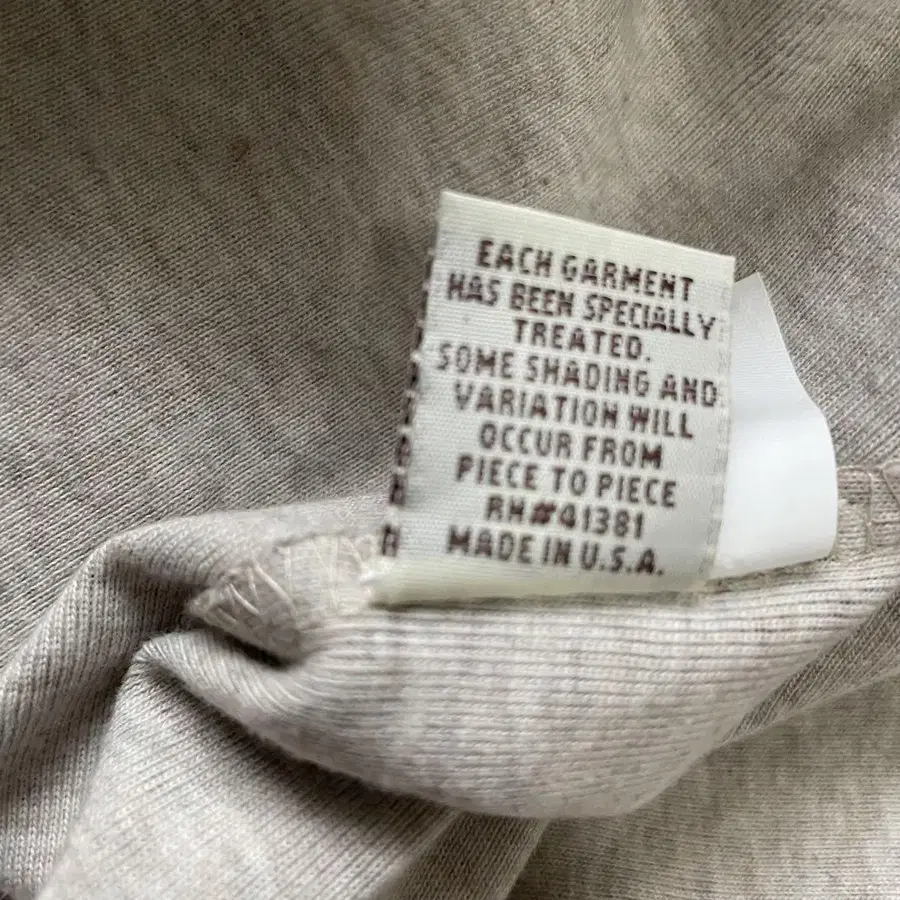 EACH GARMENT
HAS BEEN SPECIALLY
TREATED.
SOME SHADING AND
VARIATION WILL
OCCUR FROM
PIECE TO PIECE
RH#41381
MADE IN U.S.A.